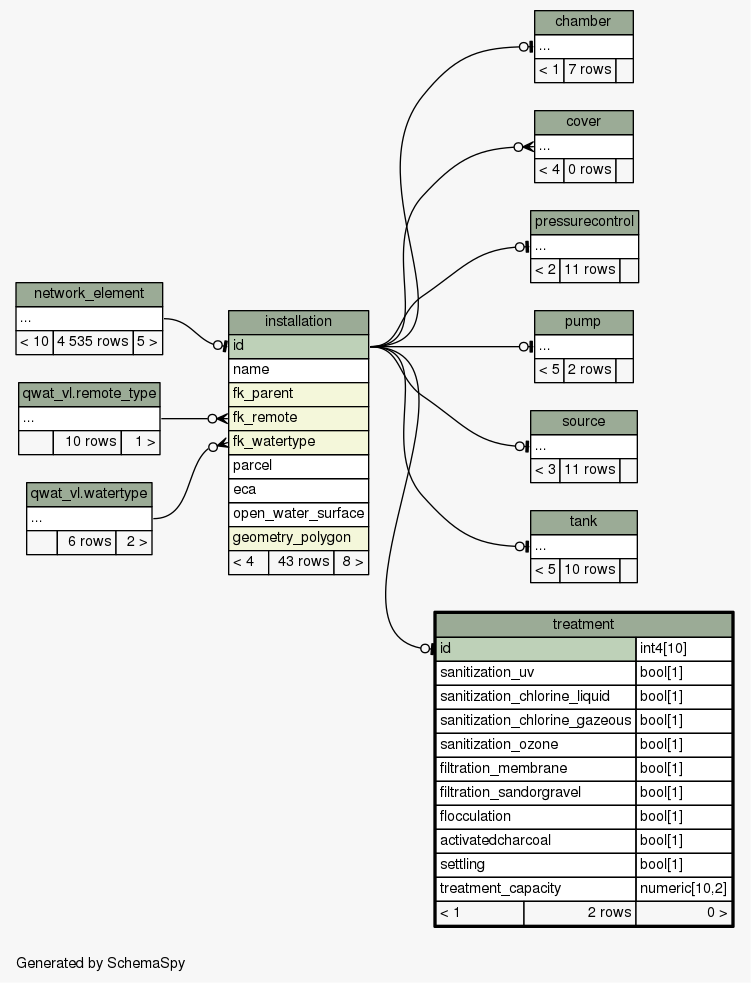 chamber
...
< 1 7 rows
cover
...
< 4 0 rows
pressurecontrol
...
< 2 11 rows
network_element
...
< 10 4 535 rows 5 >
installation
id
name
fk_parent
fk_remote
fk_watertype
parcel
eca
open_water_surface
geometry_polygon
< 4 43 rows 8 >
pump
...
< 5 2 rows
qwat_vl.remote_type
...
10 rows 1 >
source
...
< 3 11 rows
qwat_vl.watertype
...
6 rows 2 >
tank
...
< 5 10 rows
treatment
id int4[10]
sanitization_uv bool[1]
sanitization_chlorine_liquid bool[1]
sanitization_chlorine_gazeous bool[1]
sanitization_ozone bool[1]
filtration_membrane bool[1]
filtration_sandorgravel bool[1]
flocculation bool[1]
activatedcharcoal bool[1]
settling bool[1]
treatment_capacity numeric[10,2]
< 1 2 rows 0 >
Generated by SchemaSpy